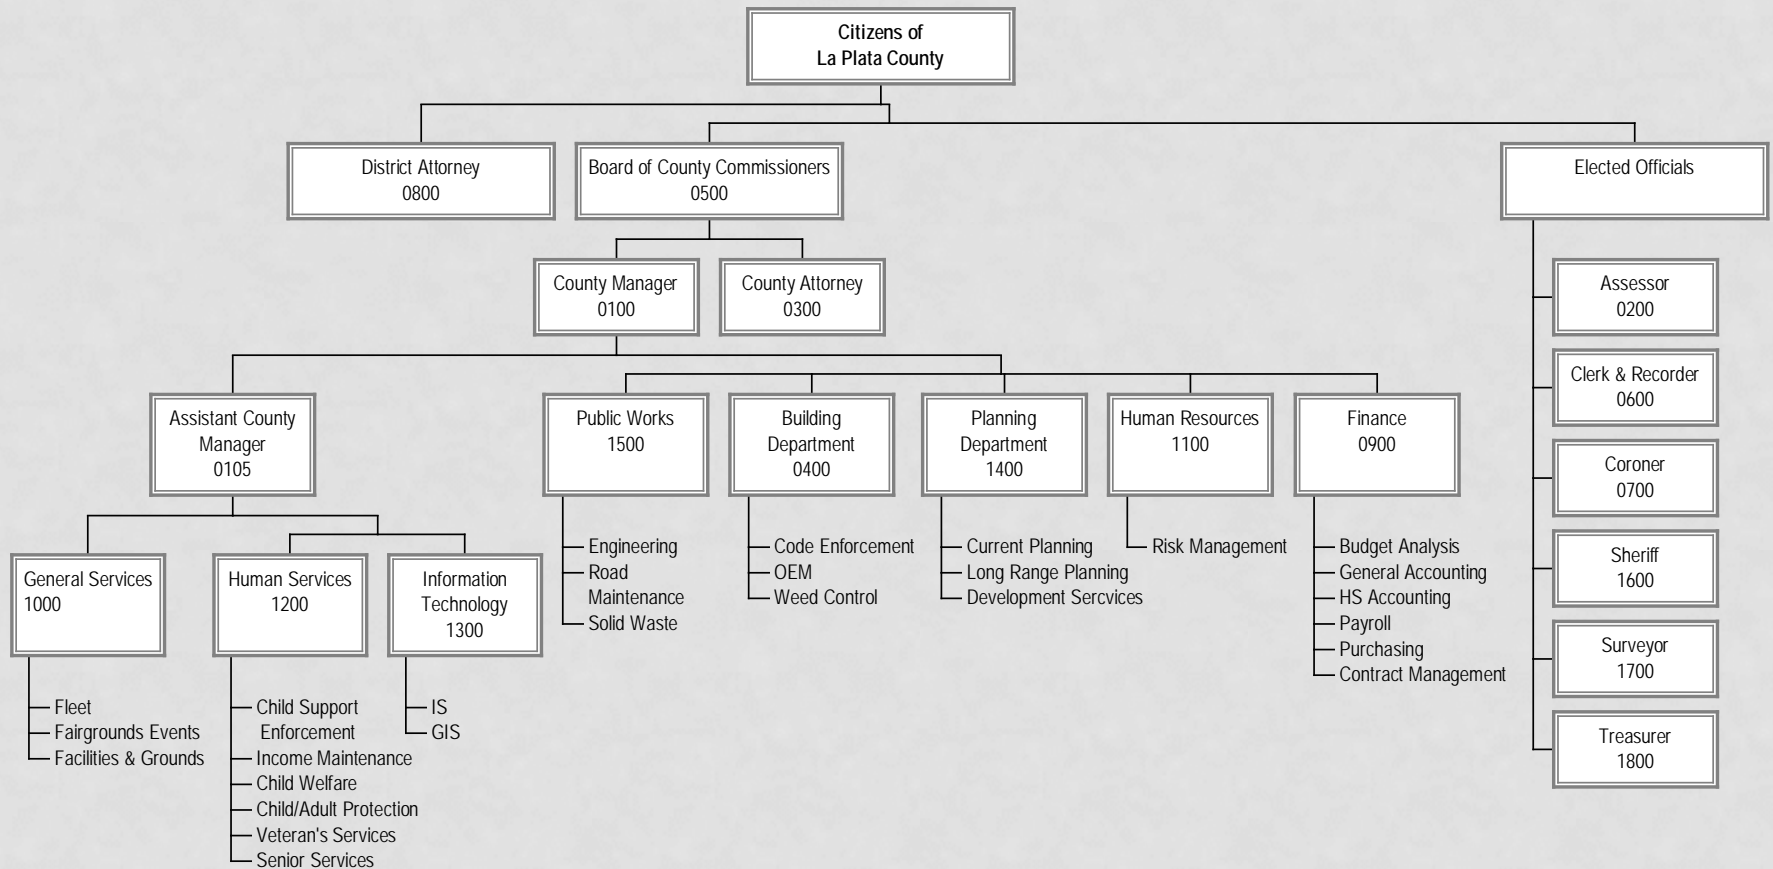 Citizens of
La Plata County
District Attorney
0800
Board of County Commissioners
0500
Elected Officials
County Manager
0100
County Attorney
0300
Assessor
0200
Clerk & Recorder
0600
Coroner
0700
Sheriff
1600
Surveyor
1700
Treasurer
1800
Assistant County
Manager
0105
Public Works
1500
Building
Department
0400
Planning
Department
1400
Human Resources
1100
Finance
0900
Engineering
Road
Maintenance
Solid Waste
Code Enforcement
OEM
Weed Control
Current Planning
Long Range Planning
Development Sercvices
Risk Management
Budget Analysis
General Accounting
HS Accounting
Payroll
Purchasing
Contract Management
General Services
1000
Human Services
1200
Information
Technology
1300
Fleet
Fairgrounds Events
Facilities & Grounds
Child Support
Enforcement
Income Maintenance
Child Welfare
Child/Adult Protection
Veteran's Services
Senior Services
IS
GIS